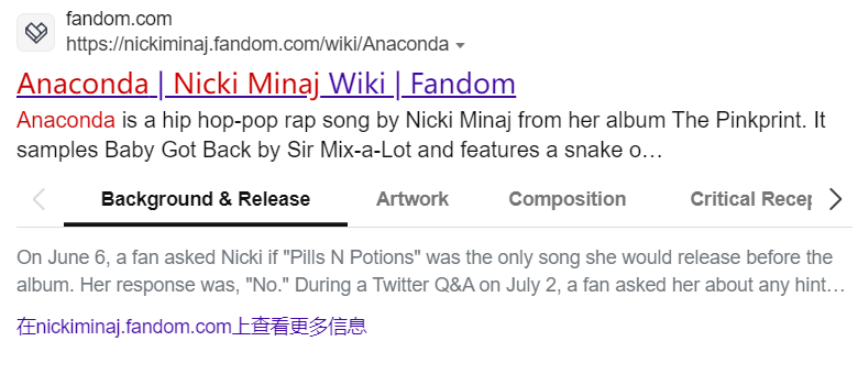 fandom.com
https://nickiminaj.fandom.com/wiki/Anaconda
Anaconda | Nicki Minaj Wiki | Fandom
Anaconda is a hip hop-pop rap song by Nicki Minaj from her album The Pinkprint. It
samples Baby Got Back by Sir Mix-a-Lot and features a snake o…
Background & Release Artwork Composition Critical Recep
On June 6, a fan asked Nicki if "Pills N Potions" was the only song she would release before the
album. Her response was, "No." During a Twitter Q&A on July 2, a fan asked her about any hint…
在nickiminaj.fandom.com上查看更多信息